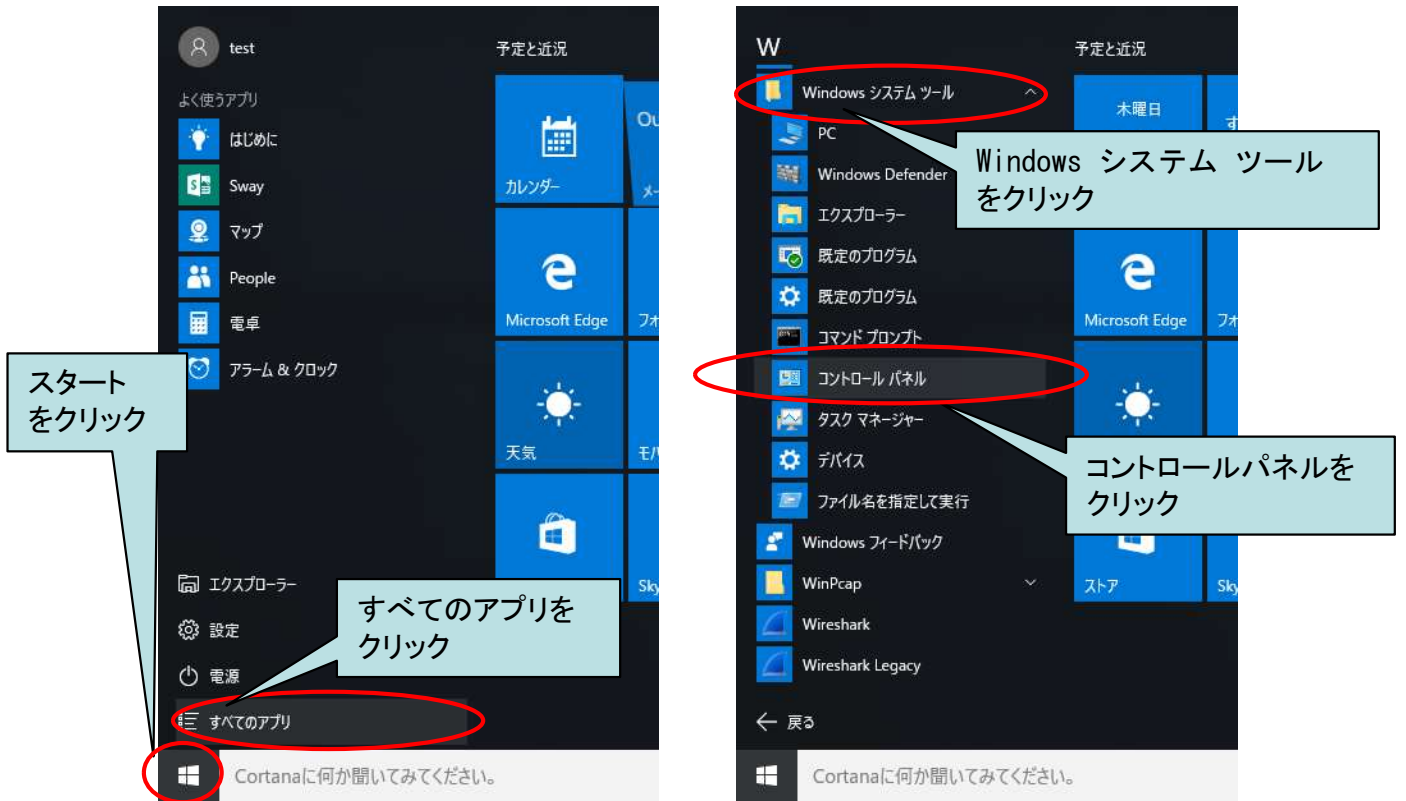 test
予定と近況
よく使うアプリ
はじめに
Sway
マップ
People
電卓
アラーム & クロック
カレンダー
Microsoft Edge
天気
スタート
をクリック
エクスプローラー
設定
電源
すべてのアプリ
すべてのアプリを
クリック
Cortanaに何か聞いてみてください。
W
予定と近況
Windows システム ツール
PC
Windows Defender
エクスプローラー
既定のプログラム
既定のプログラム
コマンド プロンプト
コントロール パネル
タスク マネージャー
デバイス
ファイル名を指定して実行
Windows フィードバック
WinPcap
Wireshark
Wireshark Legacy
戻る
木曜日
Microsoft Edge
ストア
Windows システム ツール
をクリック
コントロールパネルを
クリック
Cortanaに何か聞いてみてください。